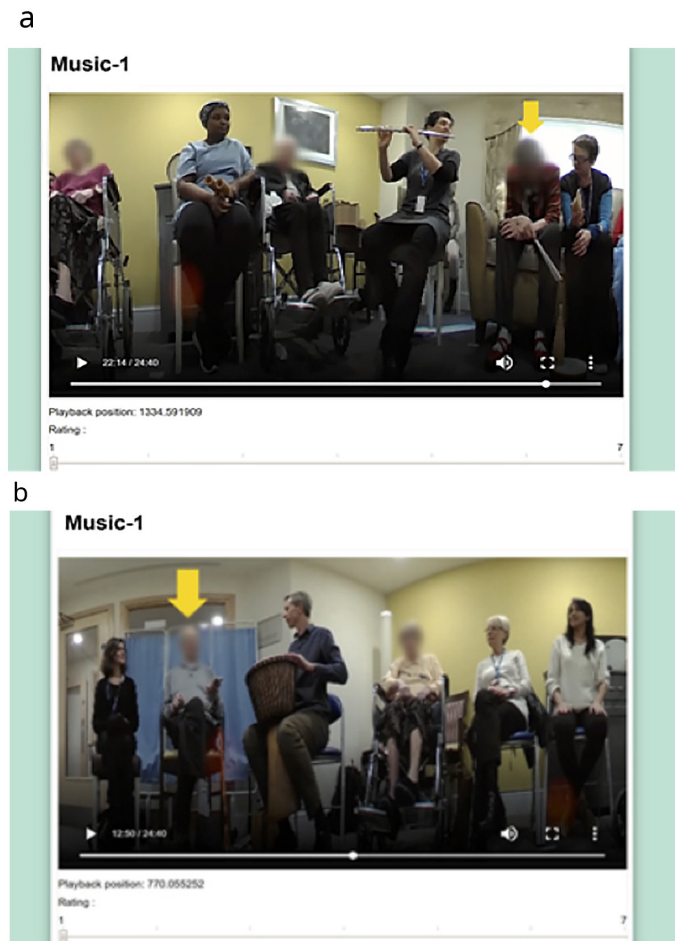 a
Music-1
22:14 / 24:40
Playback position: 1334.591909
Rating :
1 7
b
Music-1
12:50 / 24:40
Playback position: 770.055252
Rating :
1 7